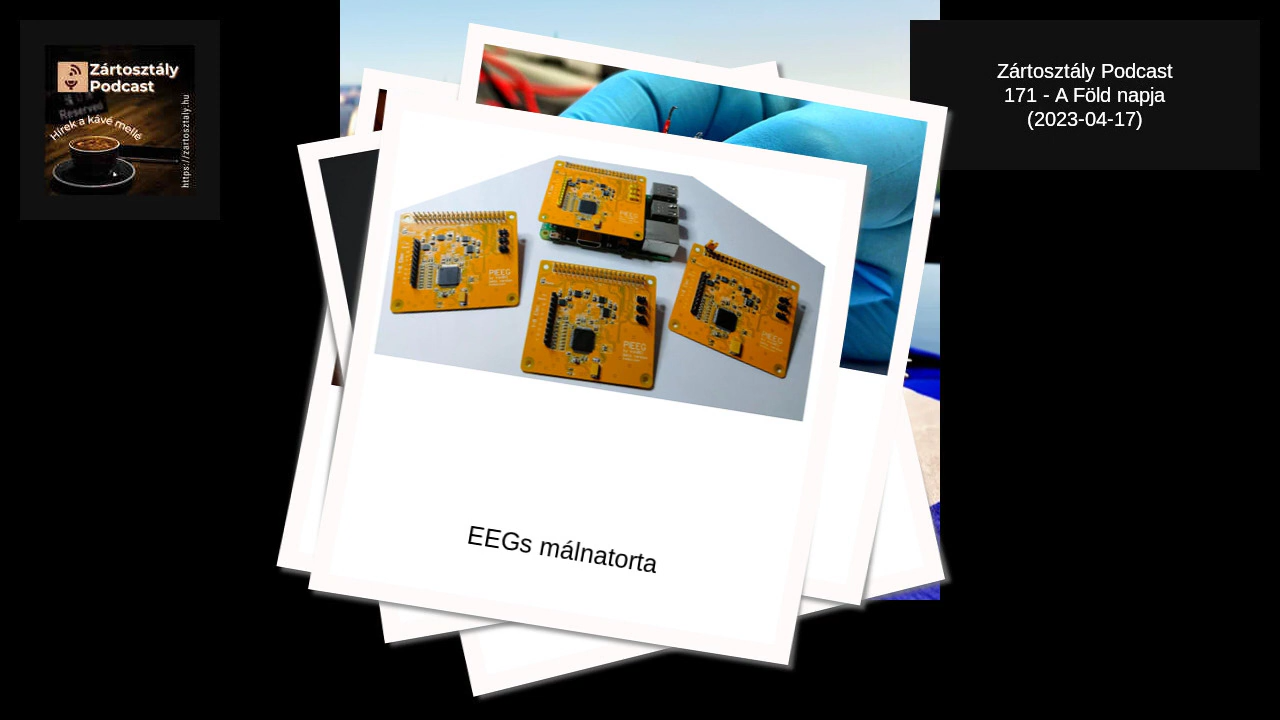 Zártosztály
Podcast
Reserved
Hírek a kávé mellé
https://zartosztaly.hu
Zártosztály Podcast
171 - A Föld napja
(2023-04-17)
PiEEG
PiEEG
PiEEG
PiEEG
EEGs málnatorta